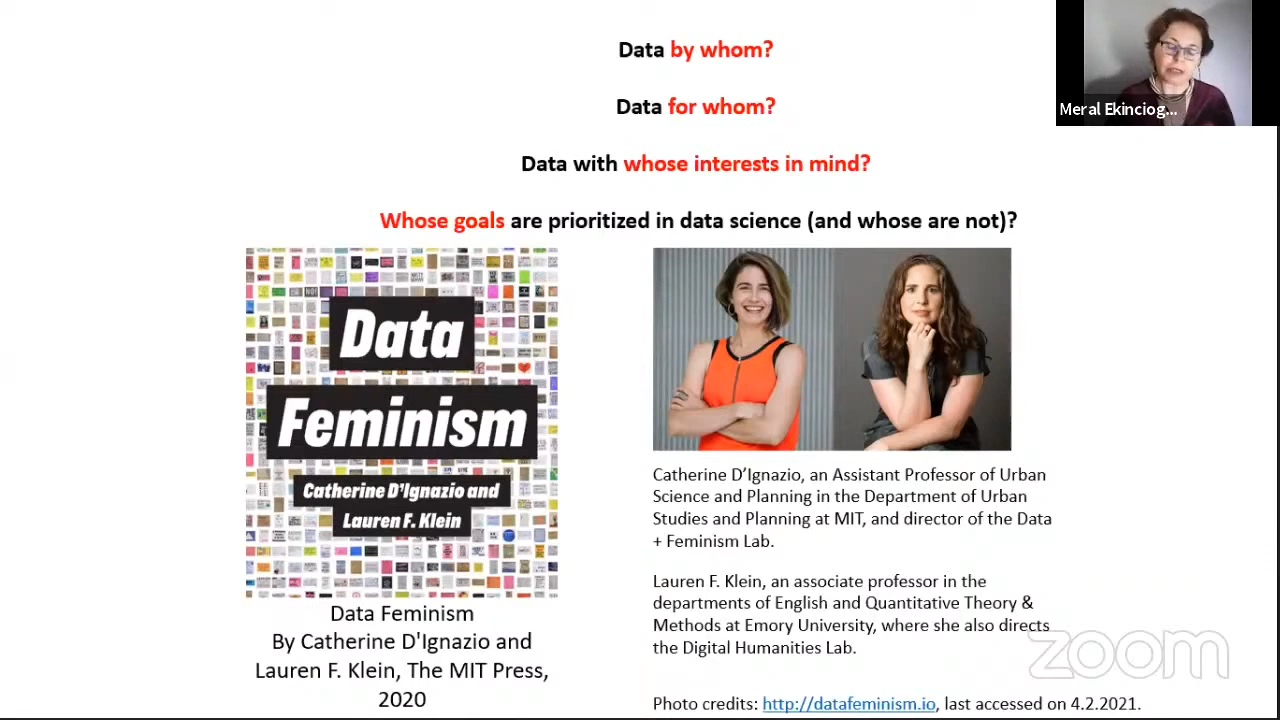 Data by whom?
Data for whom?
Data with whose interests in mind?
Whose goals are prioritized in data science (and whose are not)?
Meral Ekinciog...
Data
Feminism
Catherine D'Ignazio and
Lauren F. Klein
Data Feminism
By Catherine D'Ignazio and
Lauren F. Klein, The MIT Press,
2020
Catherine D’Ignazio, an Assistant Professor of Urban
Science and Planning in the Department of Urban
Studies and Planning at MIT, and director of the Data
+ Feminism Lab.
Lauren F. Klein, an associate professor in the
departments of English and Quantitative Theory &
Methods at Emory University, where she also directs
the Digital Humanities Lab.
zoom
Photo credits: http://datafeminism.io, last accessed on 4.2.2021.